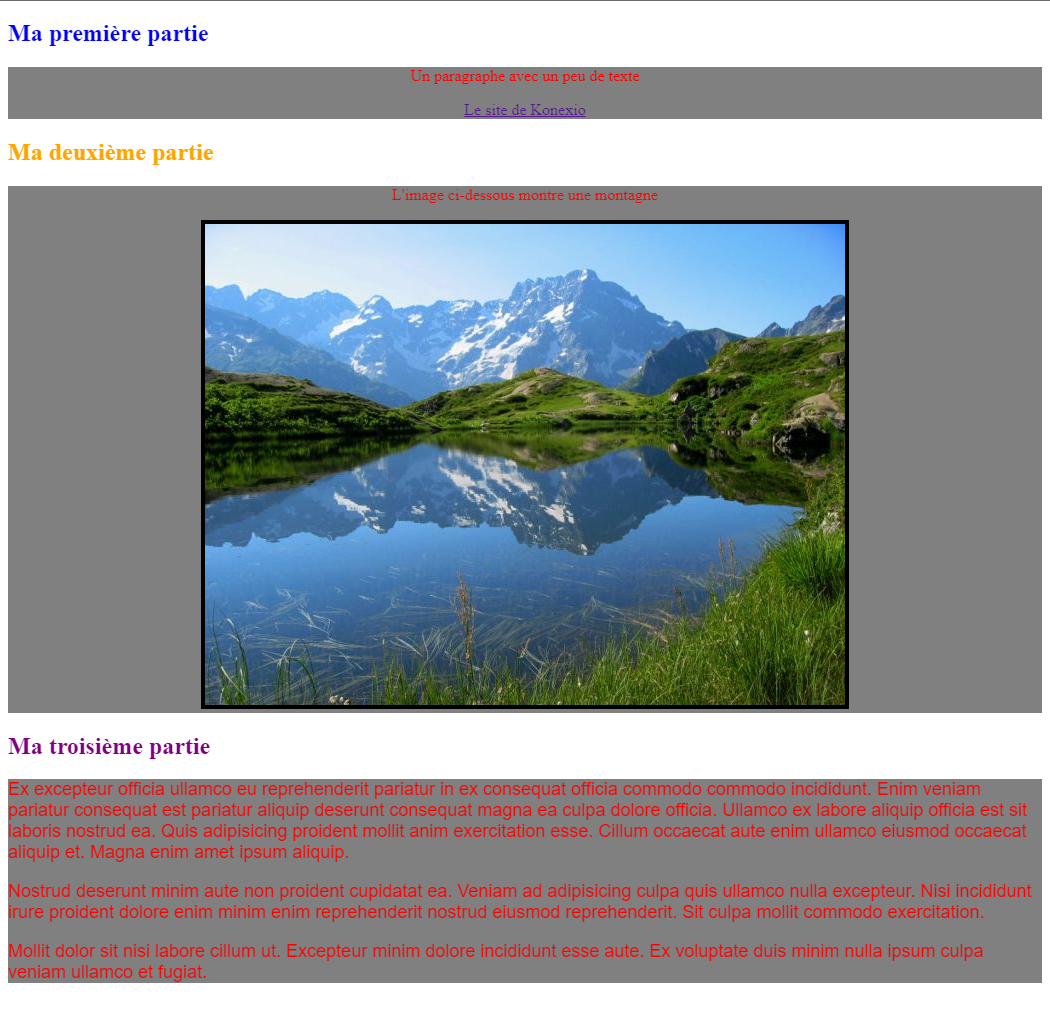 Ma première partie
Un paragraphe avec un peu de texte
Le site de Konexio
Ma deuxième partie
L'image ci-dessous montre une montagne
Ma troisième partie
Ex excepteur officia ullamco eu reprehenderit pariatur in ex consequat officia commodo commodo incididunt. Enim veniam
pariatur consequat est pariatur aliquip deserunt consequat magna ea culpa dolore officia. Ullamco ex labore aliquip officia est sit
laboris nostrud ea. Quis adipisicing proident mollit anim exercitation esse. Cillum occaecat aute enim ullamco eiusmod occaecat
aliquip et. Magna enim amet ipsum aliquip.
Nostrud deserunt minim aute non proident cupidatat ea. Veniam ad adipisicing culpa quis ullamco nulla excepteur. Nisi incididunt
irure proident dolore enim minim enim reprehenderit nostrud eiusmod reprehenderit. Sit culpa mollit commodo exercitation.
Mollit dolor sit nisi labore cillum ut. Excepteur minim dolore incididunt esse aute. Ex voluptate duis minim nulla ipsum culpa
veniam ullamco et fugiat.